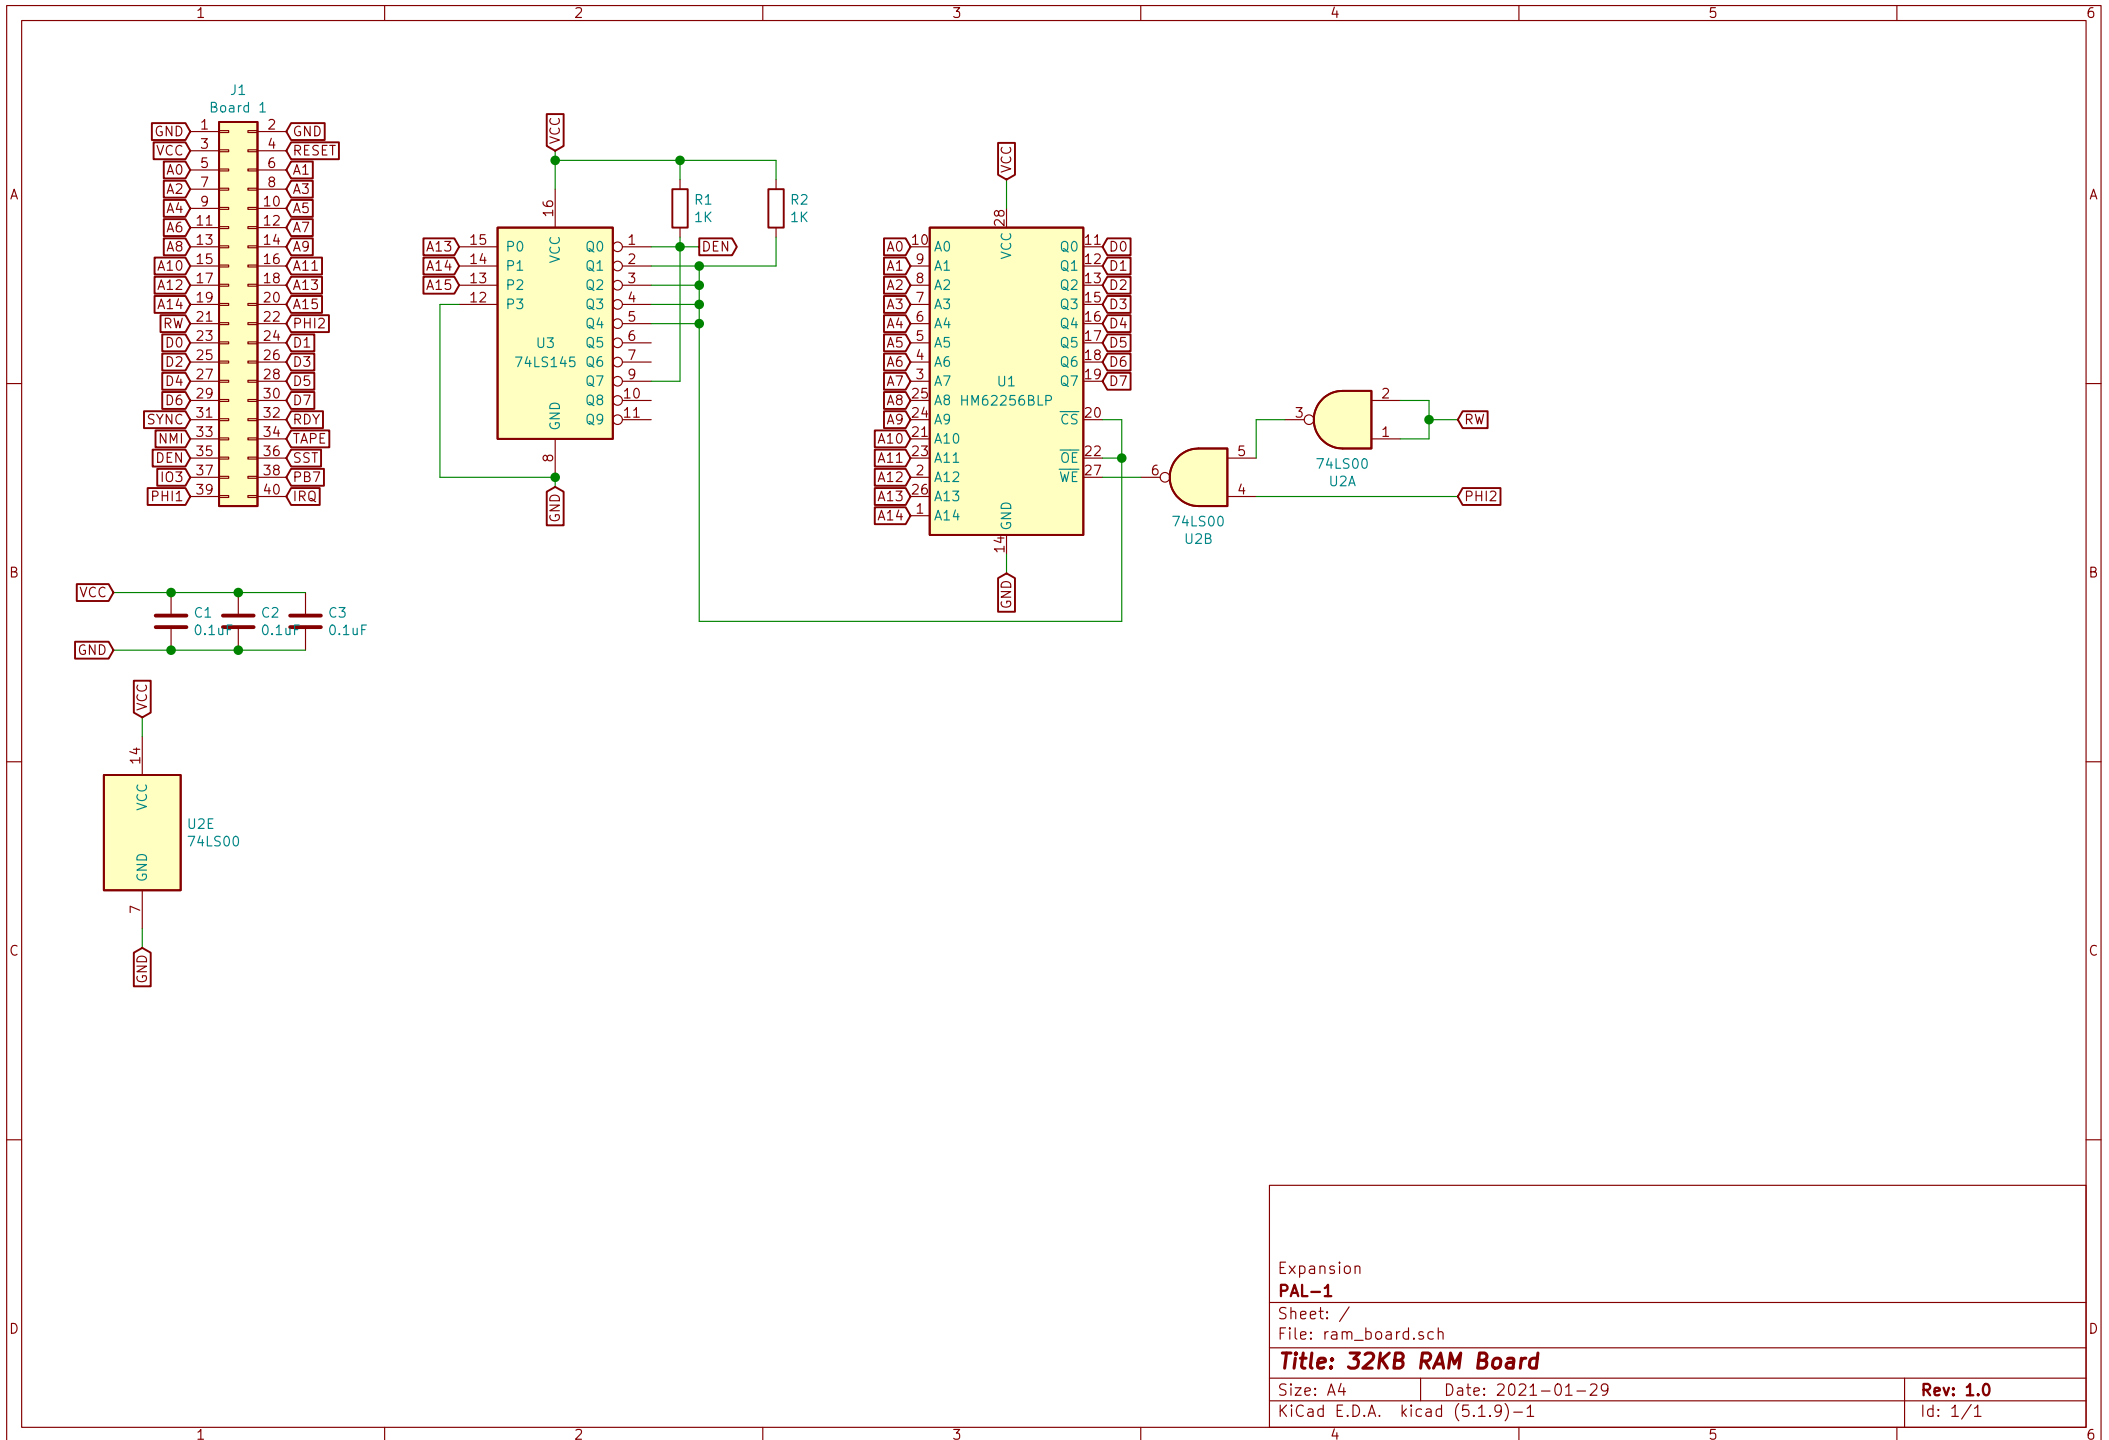 1 2 3 4 5 6
A
B
C
D
A
B
C
D
1 2 3 4 5 6
J1
Board 1
GND 1 2 GND
VCC 3 4 RESET
A0 5 6 A1
A2 7 8 A3
A4 9 10 A5
A6 11 12 A7
A8 13 14 A9
A10 15 16 A11
A12 17 18 A13
A14 19 20 A15
RW 21 22 PHI2
D0 23 24 D1
D2 25 26 D3
D4 27 28 D5
D6 29 30 D7
SYNC 31 32 RDY
NMI 33 34 TAPE
DEN 35 36 SST
IO3 37 38 PB7
PHI1 39 40 IRQ
VCC
16
VCC
A13 15 P0 Q0 1 DEN
A14 14 P1 Q1 2
A15 13 P2 Q2 3
12 P3 Q3 4
Q4 5
U3 Q5 6
74LS145 Q6 7
Q7 9
Q8 10
Q9 11
GND
8
GND
R1
1K
R2
1K
VCC
28
VCC
A0 10 A0 Q0 11 D0
A1 9 A1 Q1 12 D1
A2 8 A2 Q2 13 D2
A3 7 A3 Q3 15 D3
A4 6 A4 Q4 16 D4
A5 5 A5 Q5 17 D5
A6 4 A6 Q6 18 D6
A7 3 A7 U1 Q7 19 D7
A8 25 A8 HM62256BLP
A9 24 A9 CS 20
A10 21 A10
A11 23 A11 OE 22
A12 2 A12 WE 27
A13 26 A13
A14 1 A14
GND
14
GND
3 2 1 RW
74LS00
U2A
6 5 4 PHI2
74LS00
U2B
VCC
C1
0.1uF
C2
0.1uF
C3
0.1uF
GND
VCC
14
VCC
U2E
74LS00
GND
7
GND
Expansion
PAL-1
Sheet: /
File: ram_board.sch
Title: 32KB RAM Board
Size: A4 Date: 2021-01-29 Rev: 1.0
KiCad E.D.A. kicad (5.1.9)-1 Id: 1/1